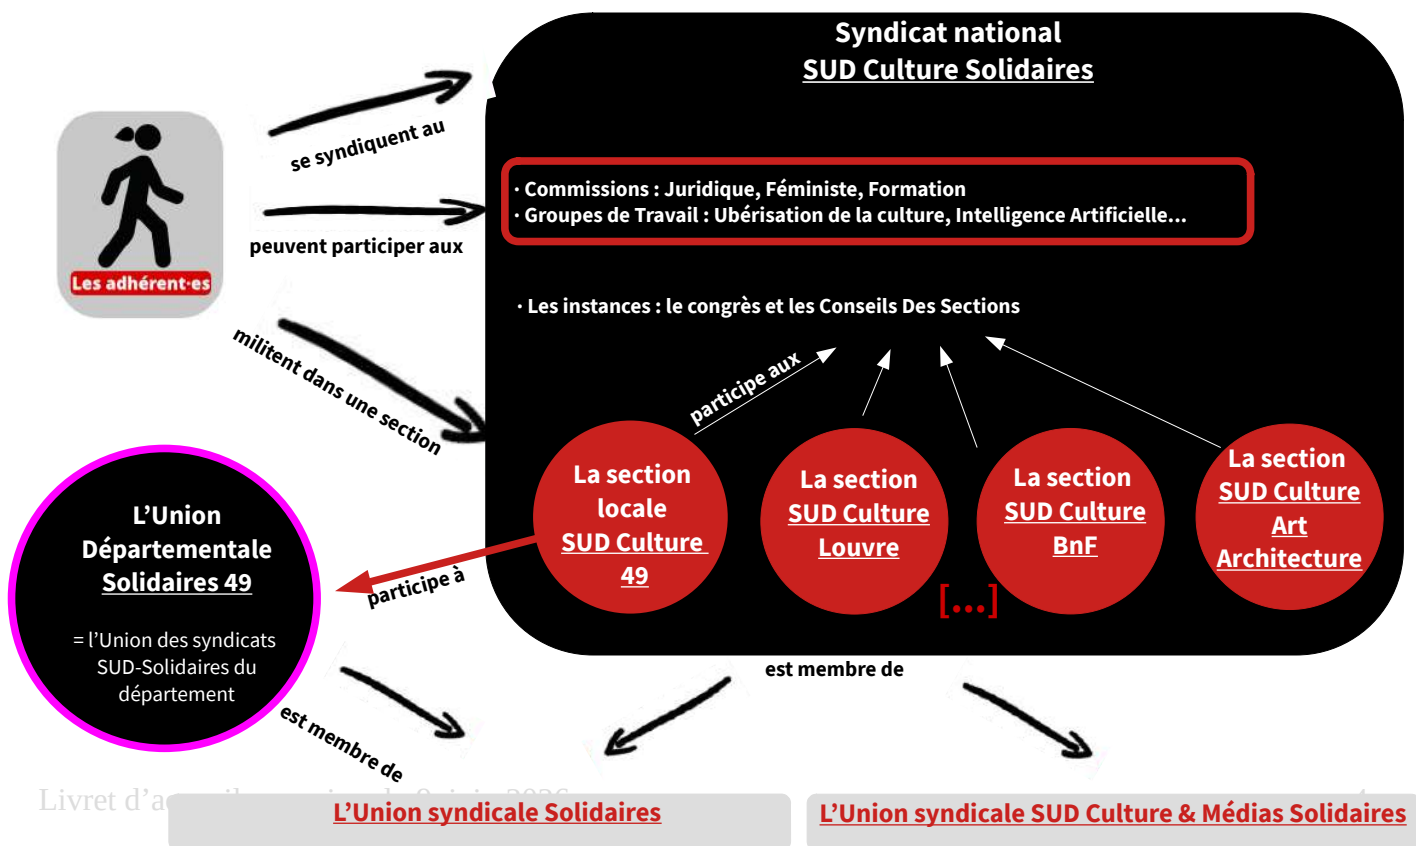 Syndicat national
SUD Culture Solidaires
se syndiquent au
· Commissions : Juridique, Féministe, Formation
· Groupes de Travail : Ubérisation de la culture, Intelligence Artificielle...
peuvent participer aux
Les adhérent·es
· Les instances : le congrès et les Conseils Des Sections
militent dans une section
participe aux
La section
locale
SUD Culture
49
La section
SUD Culture
Louvre
La section
SUD Culture
BnF
La section
SUD Culture
Art
Architecture
[...]
L’Union
Départementale
Solidaires 49
= l’Union des syndicats
SUD-Solidaires du
département
participe à
est membre de
est membre de
Livret d’a
L’Union syndicale Solidaires
L’Union syndicale SUD Culture & Médias Solidaires